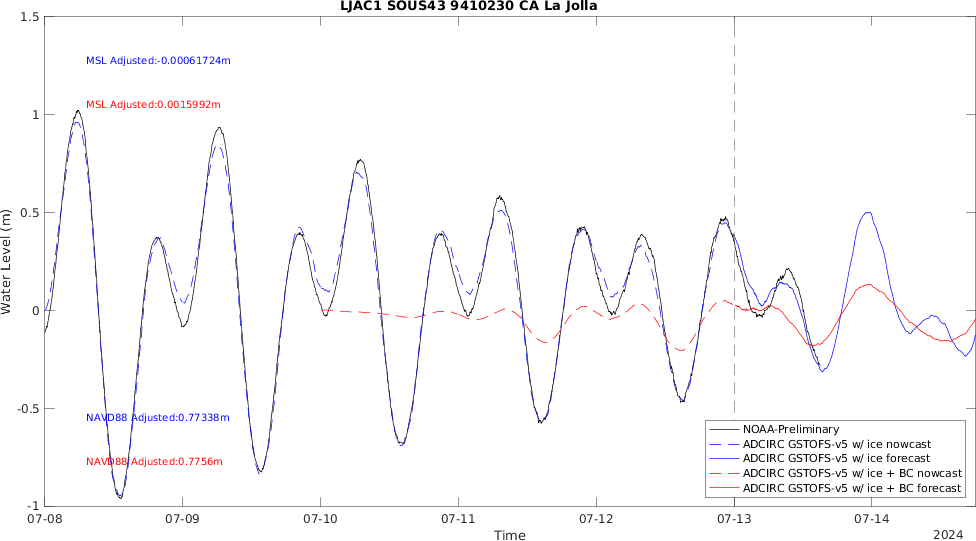 LJAC1 SOUS43 9410230 CA La Jolla
1.5
1
0.5
0
-0.5
-1
Water Level (m)
MSL Adjusted:-0.00061724m
MSL Adjusted:0.0015992m
NAVD88 Adjusted:0.77338m
NAVD88 Adjusted:0.7756m
NOAA-Preliminary
ADCIRC GSTOFS-v5 w/ ice nowcast
ADCIRC GSTOFS-v5 w/ ice forecast
ADCIRC GSTOFS-v5 w/ ice + BC nowcast
ADCIRC GSTOFS-v5 w/ ice + BC forecast
07-08 07-09 07-10 07-11 07-12 07-13 07-14
Time
2024